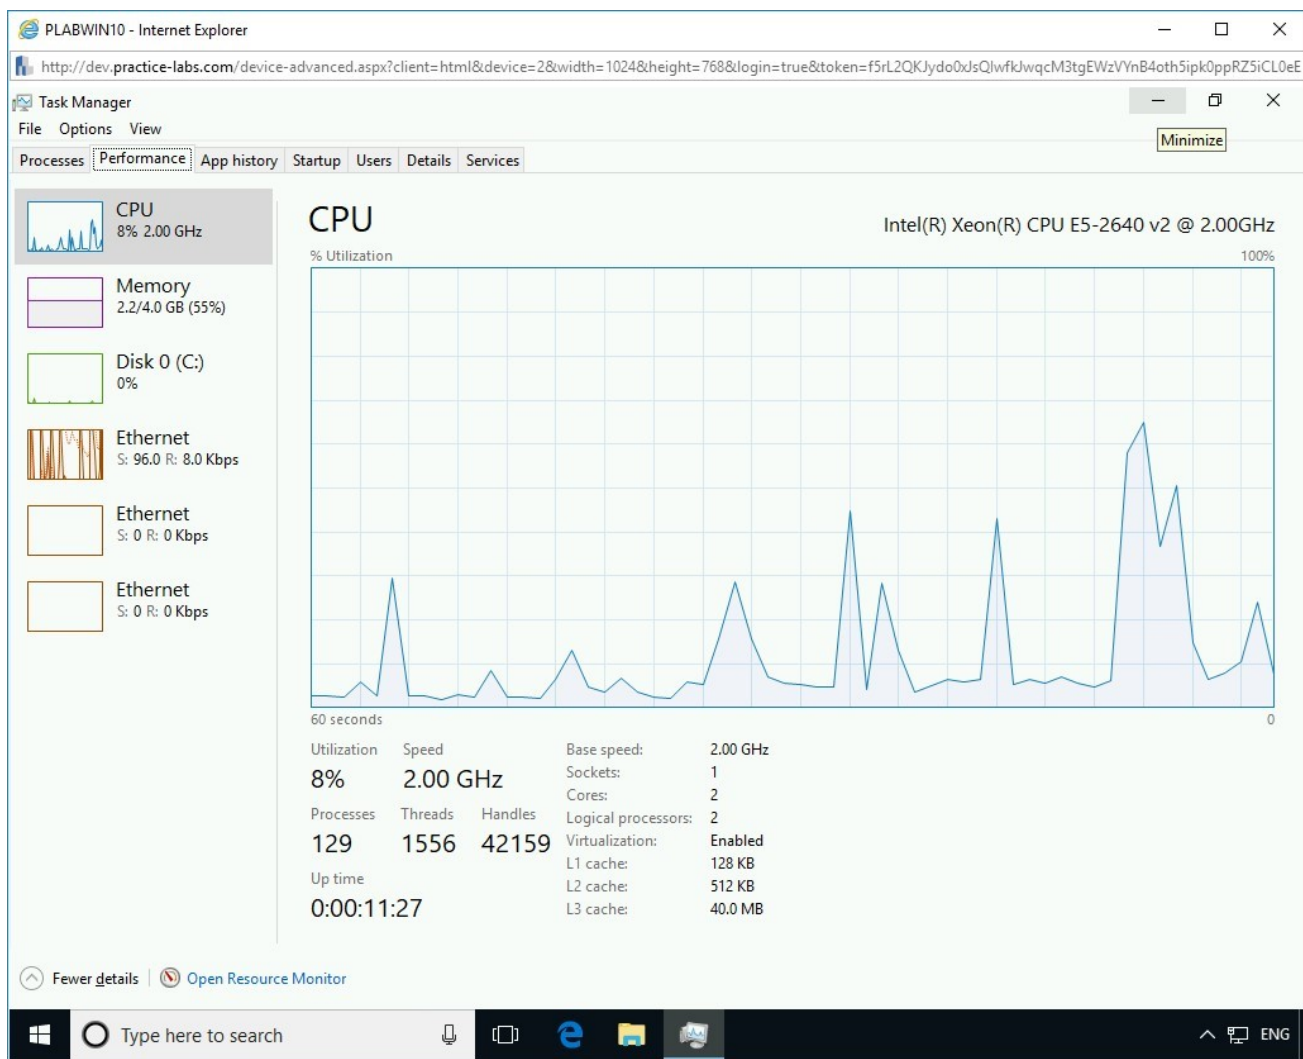 PLABWIN10 - Internet Explorer
http://dev.practice-labs.com/device-advanced.aspx?client=html&device=2&width=1024&height=768&login=true&token=f5rL2QKJydo0xJsQlwfkJwqcM3tgEWzVYnB4oth5ipk0ppRZ5iCL0eE
Task Manager
File Options View
Minimize
Processes Performance App history Startup Users Details Services
CPU
8% 2.00 GHz
Memory
2.2/4.0 GB (55%)
Disk 0 (C:)
0%
Ethernet
S: 96.0 R: 8.0 Kbps
Ethernet
S: 0 R: 0 Kbps
Ethernet
S: 0 R: 0 Kbps
CPU
Intel(R) Xeon(R) CPU E5-2640 v2 @ 2.00GHz
% Utilization 100%
60 seconds 0
Utilization Speed
8% 2.00 GHz
Processes Threads Handles
129 1556 42159
Up time
0:00:11:27
Base speed: 2.00 GHz
Sockets: 1
Cores: 2
Logical processors: 2
Virtualization: Enabled
L1 cache: 128 KB
L2 cache: 512 KB
L3 cache: 40.0 MB
Fewer details Open Resource Monitor
Type here to search
ENG